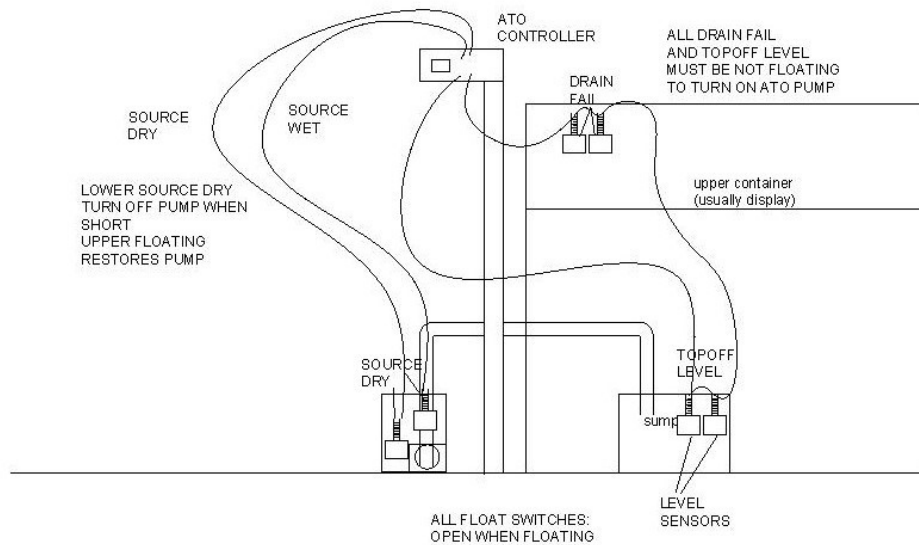 ATO
CONTROLLER
ALL DRAIN FAIL
AND TOPOFF LEVEL
MUST BE NOT FLOATING
TO TURN ON ATO PUMP
DRAIN
FAIL
SOURCE
DRY
SOURCE
WET
LOWER SOURCE DRY
TURN OFF PUMP WHEN
SHORT
UPPER FLOATING
RESTORES PUMP
upper container
(usually display)
SOURCE
DRY
TOPOFF
LEVEL
sump
LEVEL
SENSORS
ALL FLOAT SWITCHES:
OPEN WHEN FLOATING